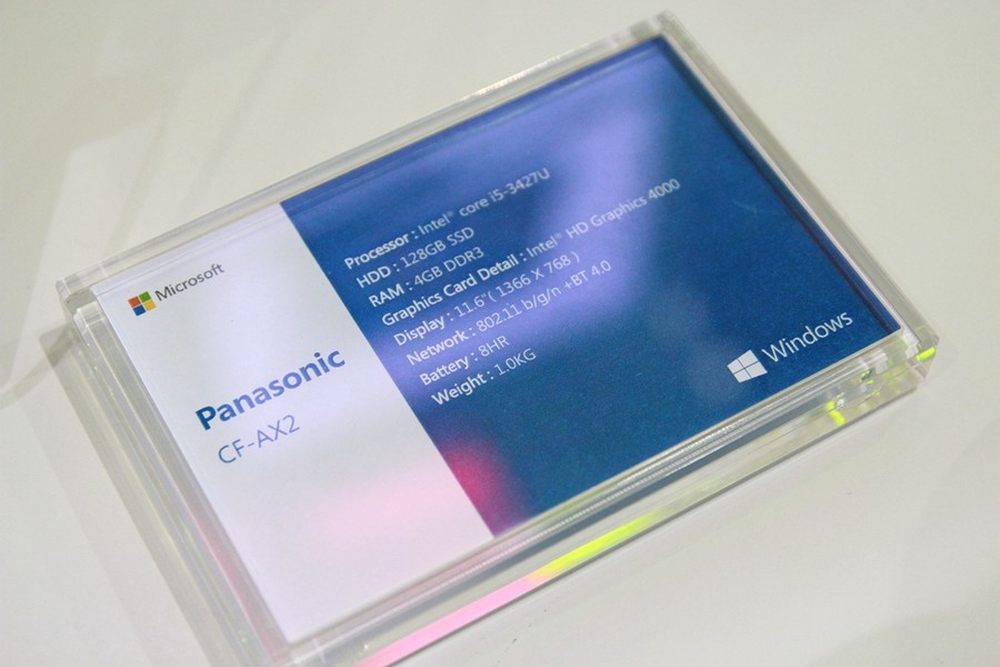 Microsoft
Panasonic
CF-AX2
Processor : Intel® core i5-3427U
HDD : 128GB SSD
RAM : 4GB DDR3
Graphics Card Detail : Intel® HD Graphics 4000
Display : 11.6"( 1366 X 768 )
Network : 802.11 b/g/n +BT 4.0
Battery : 8HR
Weight : 1.0KG
Windows